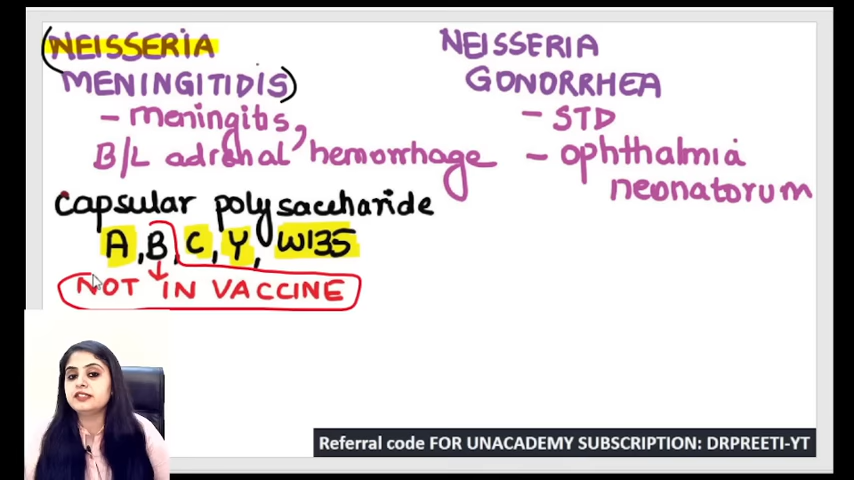 (NEISSERIA
MENINGITIDIS)
- meningitis,
B/L adrenal hemorrhage
capsular polysaccharide
A, B, C, Y, W135
NOT IN VACCINE
NEISSERIA
GONORRHEA
- STD
- ophthalmia
neonatorum
Referral code FOR UNACADEMY SUBSCRIPTION: DRPREETI-YT